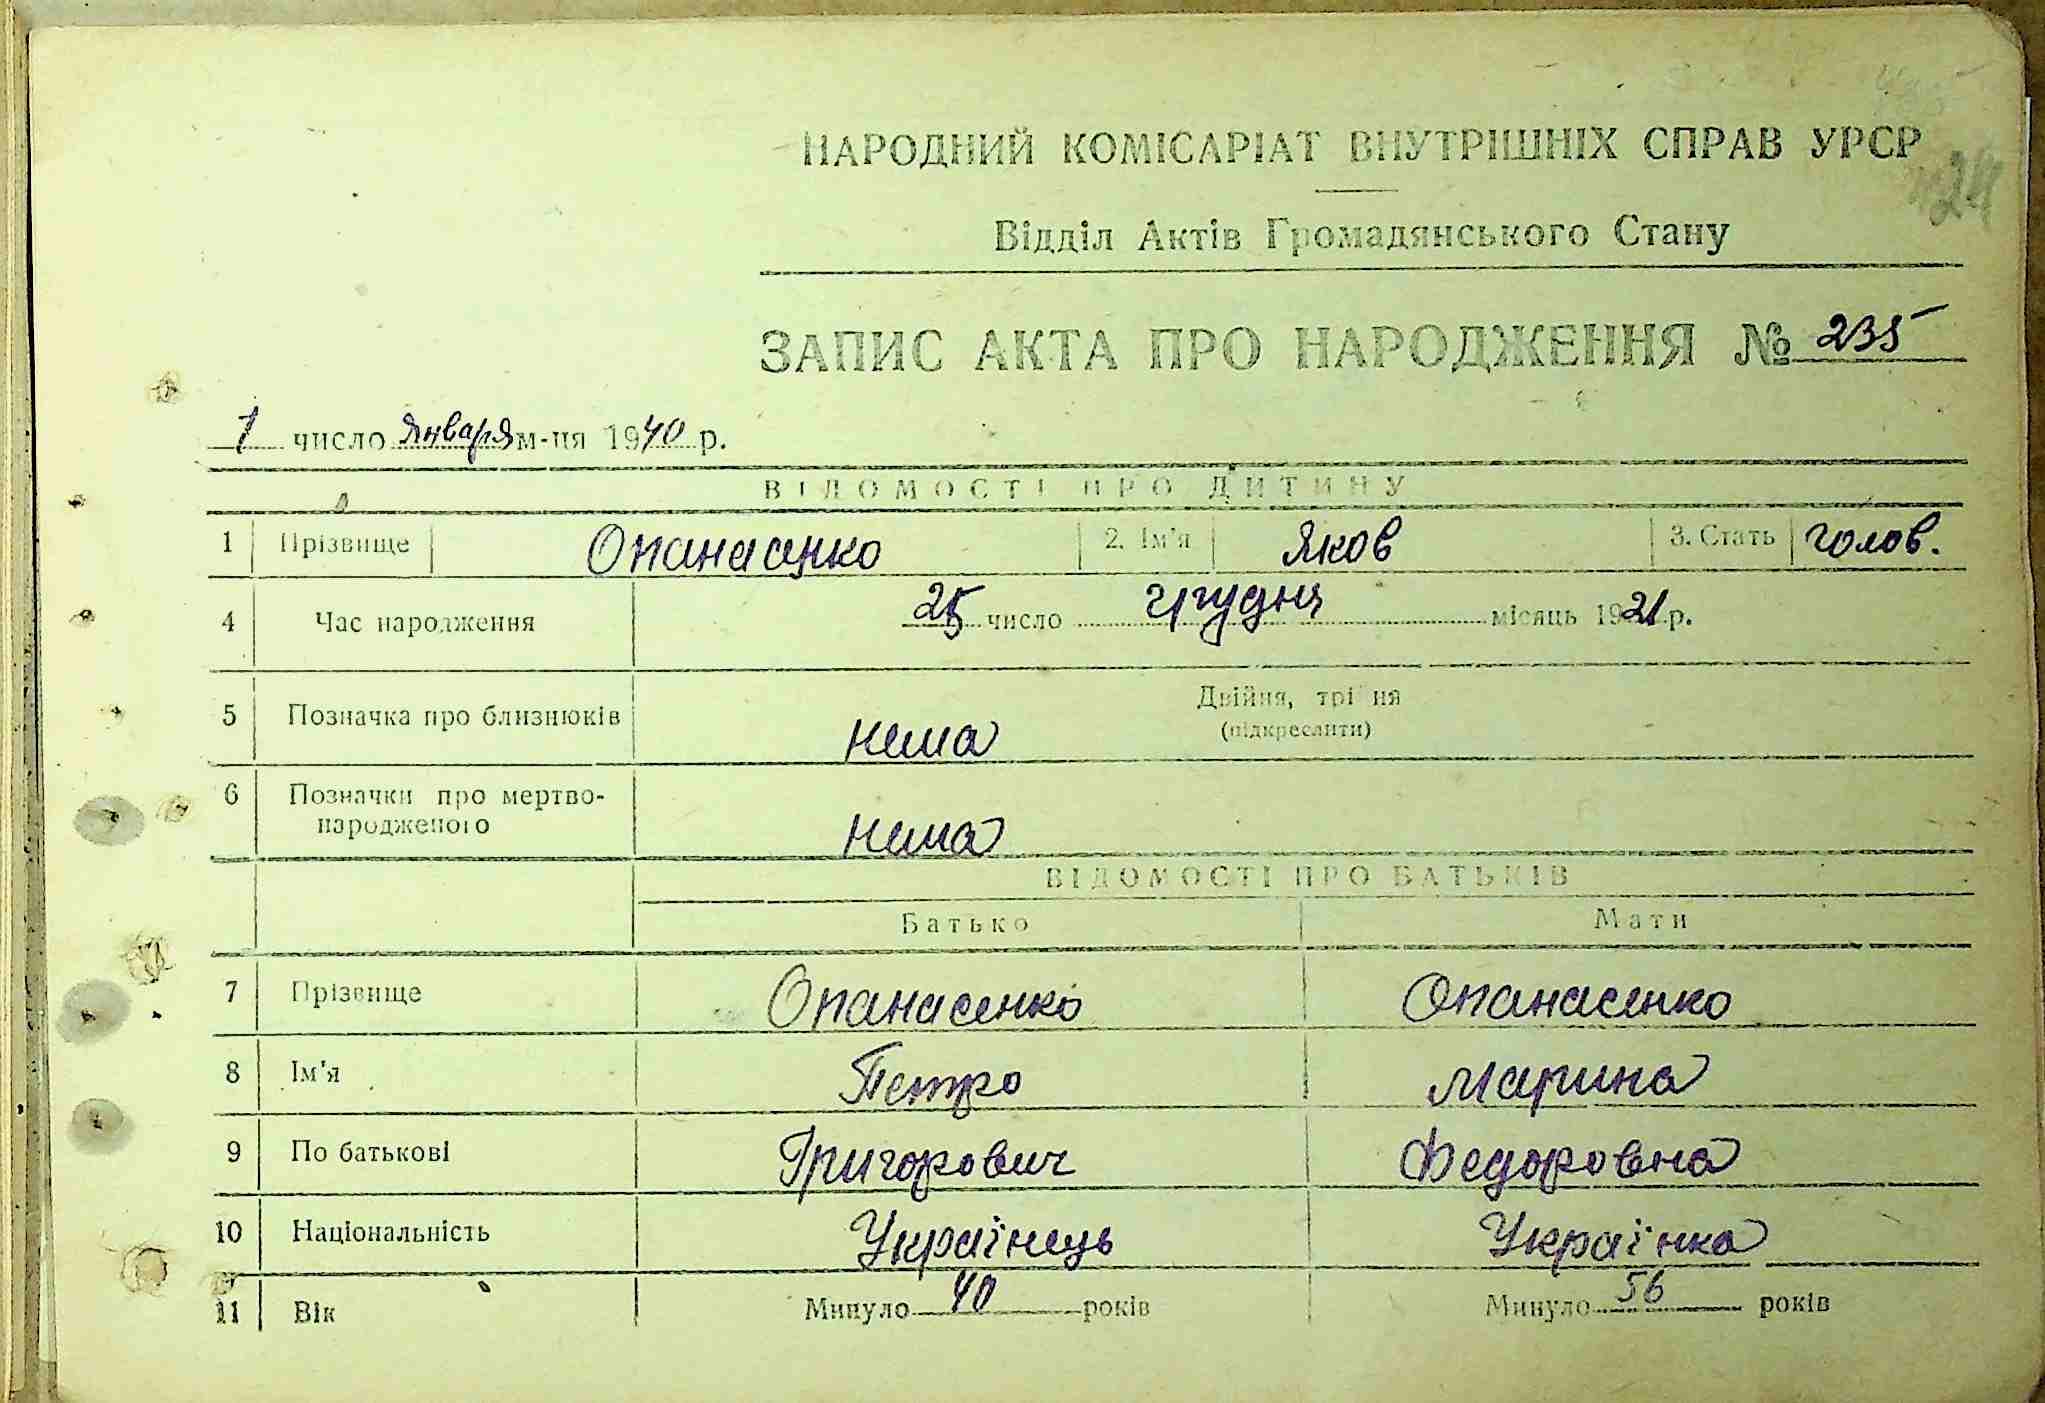 НАРОДНИЙ КОМІСАРІАТ ВНУТРІШНІХ СПРАВ УРСР
Відділ Актів Громадянського Стану
ЗАПИС АКТА ПРО НАРОДЖЕННЯ № 235
1 число января м-ця 1940 р.
ВІДОМОСТІ ПРО ДИТИНУ
1 Прізвище Опанасенко 2. Ім'я Яков 3. Стать голов.
4 Час народження 25 число грудня місяць 1921 р.
5 Позначка про близнюків нема Двійня, трійня
(підкреслити)
6 Позначки про мертво-
народженого нема
ВІДОМОСТІ ПРО БАТЬКІВ
Батько Мати
7 Прізвище Опанасенко Опанасенко
8 Ім'я Петро Марина
9 По батькові Григорович Федоровна
10 Національність Українець Українка
11 Вік Минуло 40 років Минуло 56 років